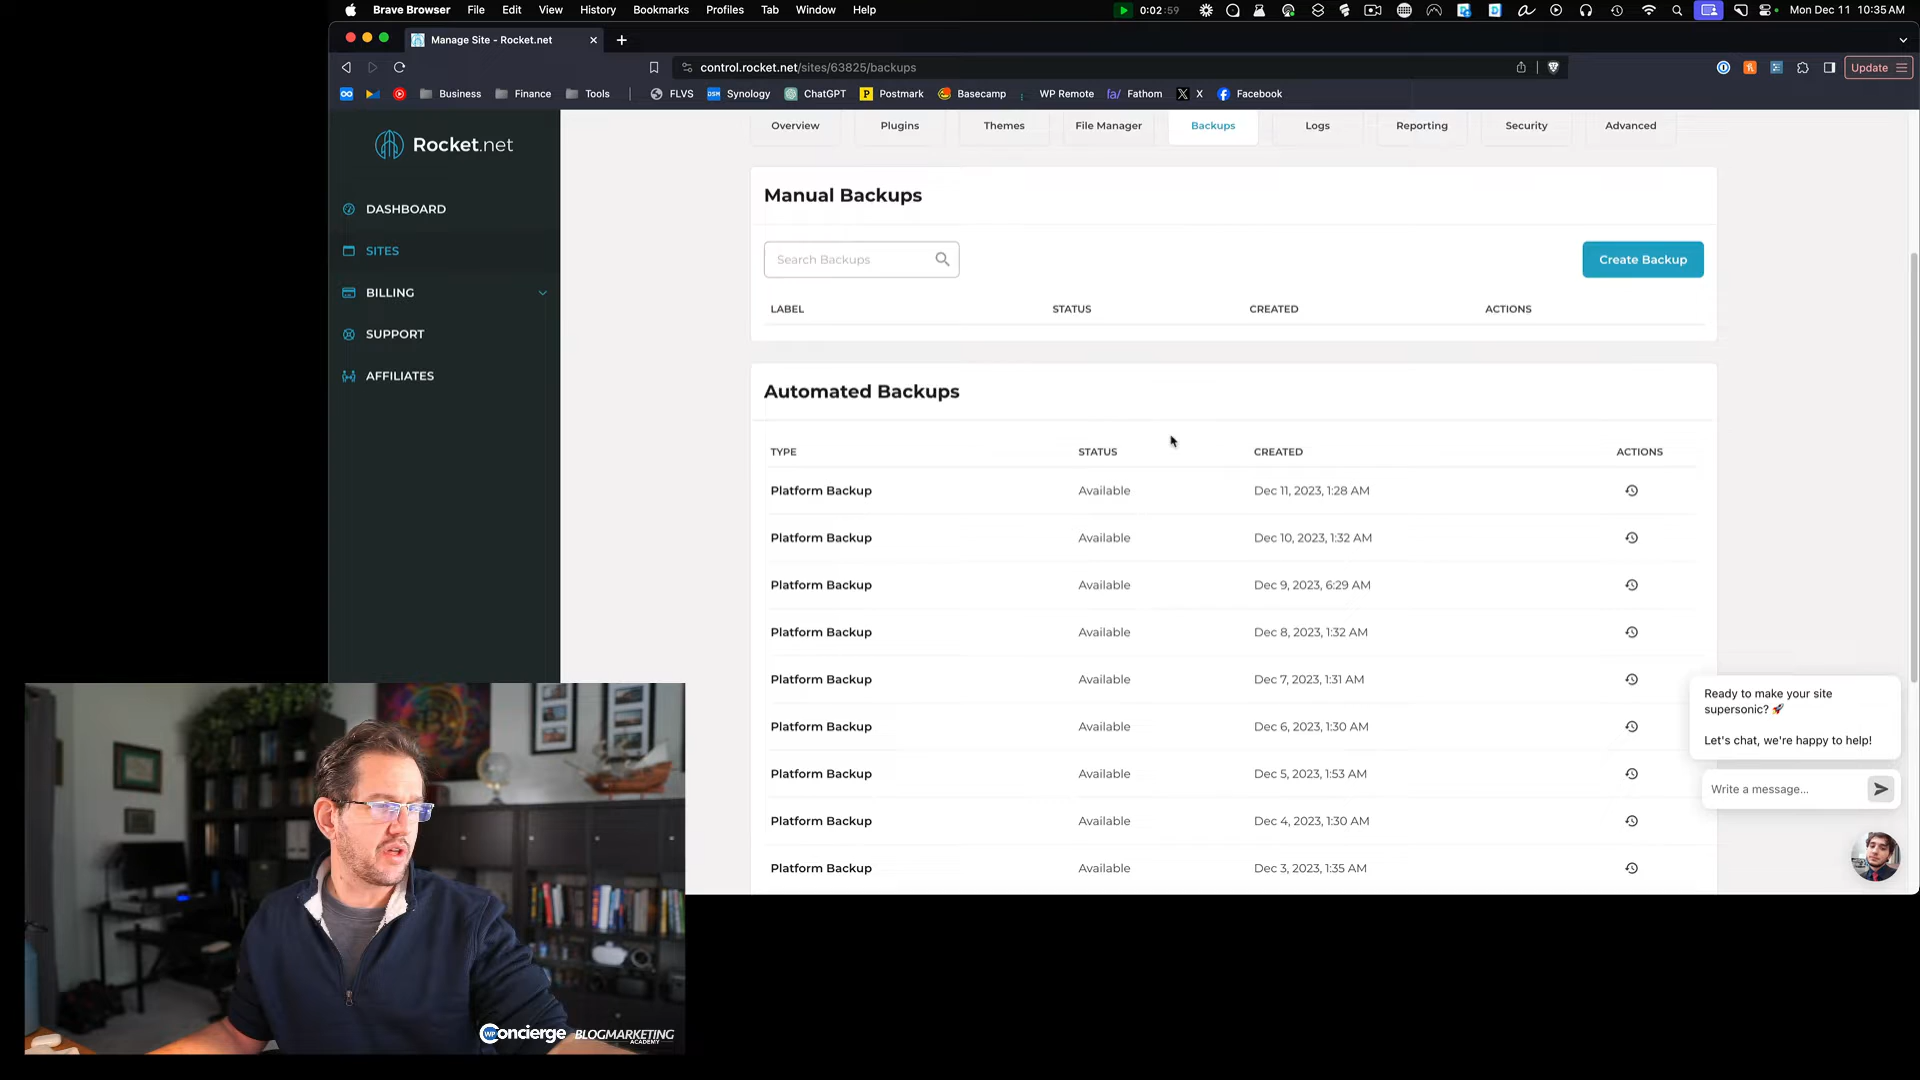 Brave Browser File Edit View History Bookmarks Profiles Tab Window Help 0:02:59 Mon Dec 11 10:35 AM
Manage Site - Rocket.net
control.rocket.net/sites/63825/backups Update
Business Finance Tools FLVS DSM Synology ChatGPT Postmark Basecamp WP Remote fa/ Fathom X Facebook
Rocket.net
DASHBOARD
SITES
BILLING
SUPPORT
AFFILIATES
Overview Plugins Themes File Manager Backups Logs Reporting Security Advanced
Manual Backups
Search Backups Create Backup
LABEL STATUS CREATED ACTIONS
Automated Backups
TYPE STATUS CREATED ACTIONS
Platform Backup Available Dec 11, 2023, 1:28 AM
Platform Backup Available Dec 10, 2023, 1:32 AM
Platform Backup Available Dec 9, 2023, 6:29 AM
Platform Backup Available Dec 8, 2023, 1:32 AM
Platform Backup Available Dec 7, 2023, 1:31 AM
Platform Backup Available Dec 6, 2023, 1:30 AM
Platform Backup Available Dec 5, 2023, 1:53 AM
Platform Backup Available Dec 4, 2023, 1:30 AM
Platform Backup Available Dec 3, 2023, 1:35 AM
Ready to make your site
supersonic? 🚀
Let's chat, we're happy to help!
Write a message...
WP Concierge BLOGMARKETING
ACADEMY